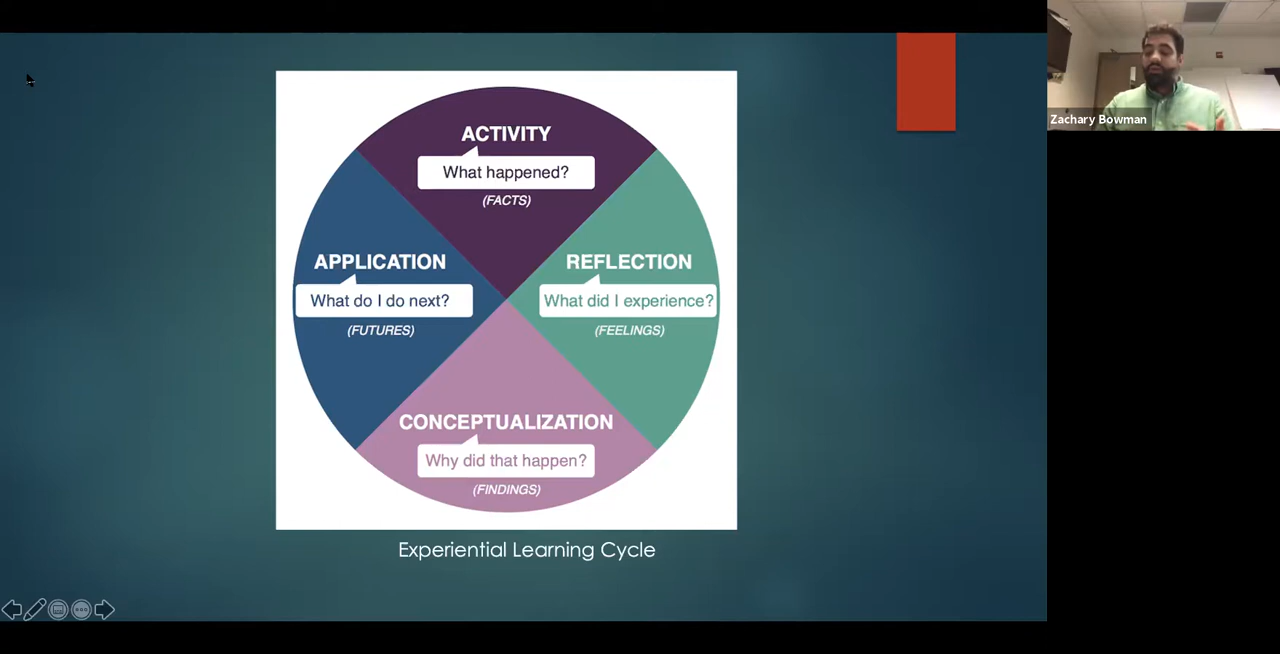 ACTIVITY
What happened?
(FACTS)
APPLICATION
What do I do next?
(FUTURES)
REFLECTION
What did I experience?
(FEELINGS)
CONCEPTUALIZATION
Why did that happen?
(FINDINGS)
Experiential Learning Cycle
Zachary Bowman